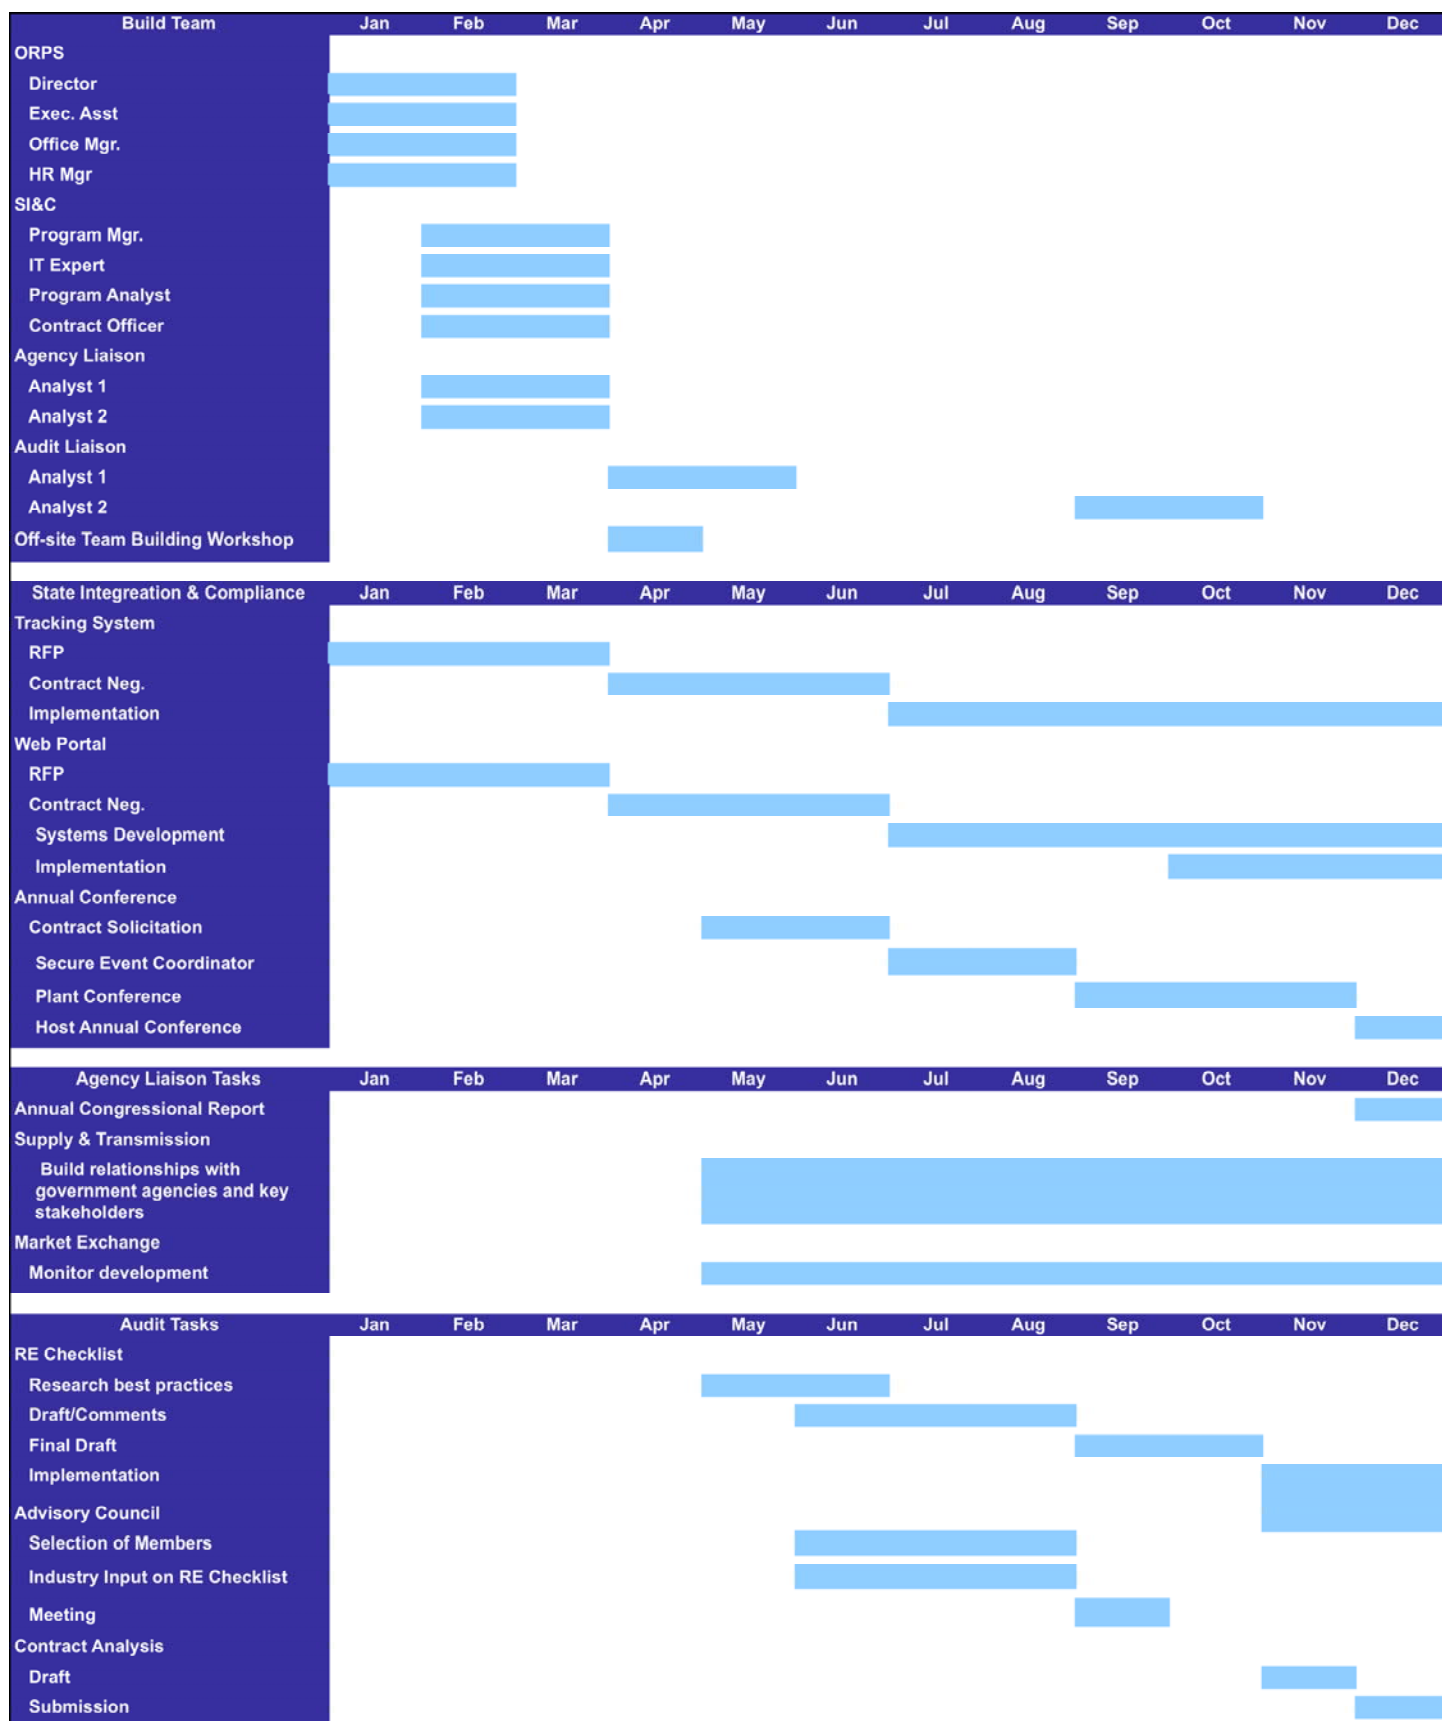 Build Team Jan Feb Mar Apr May Jun Jul Aug Sep Oct Nov Dec
ORPS
Director
Exec. Asst
Office Mgr.
HR Mgr
SI&C
Program Mgr.
IT Expert
Program Analyst
Contract Officer
Agency Liaison
Analyst 1
Analyst 2
Audit Liaison
Analyst 1
Analyst 2
Off-site Team Building Workshop
State Integreation & Compliance Jan Feb Mar Apr May Jun Jul Aug Sep Oct Nov Dec
Tracking System
RFP
Contract Neg.
Implementation
Web Portal
RFP
Contract Neg.
Systems Development
Implementation
Annual Conference
Contract Solicitation
Secure Event Coordinator
Plant Conference
Host Annual Conference
Agency Liaison Tasks Jan Feb Mar Apr May Jun Jul Aug Sep Oct Nov Dec
Annual Congressional Report
Supply & Transmission
Build relationships with
government agencies and key
stakeholders
Market Exchange
Monitor development
Audit Tasks Jan Feb Mar Apr May Jun Jul Aug Sep Oct Nov Dec
RE Checklist
Research best practices
Draft/Comments
Final Draft
Implementation
Advisory Council
Selection of Members
Industry Input on RE Checklist
Meeting
Contract Analysis
Draft
Submission